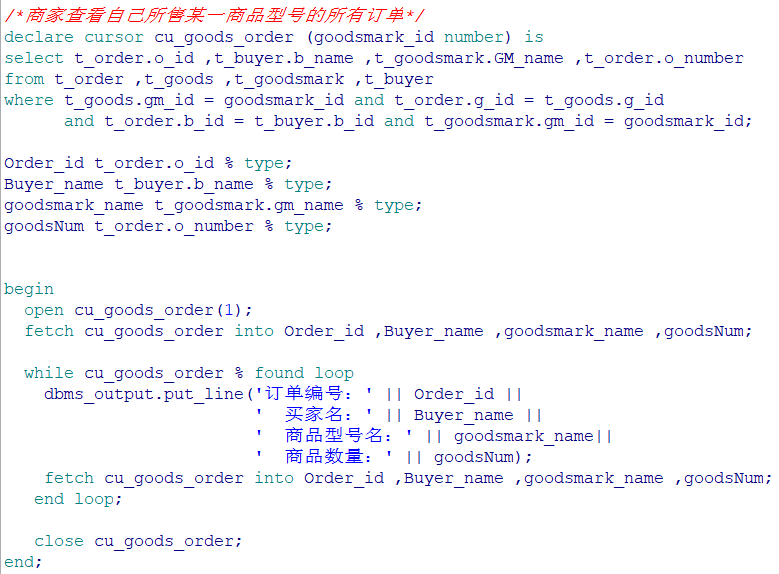 /*商家查看自己所售某一商品型号的所有订单*/
declare cursor cu_goods_order (goodsmark_id number) is
select t_order.o_id ,t_buyer.b_name ,t_goodsmark.GM_name ,t_order.o_number
from t_order ,t_goods ,t_goodsmark ,t_buyer
where t_goods.gm_id = goodsmark_id and t_order.g_id = t_goods.g_id
      and t_order.b_id = t_buyer.b_id and t_goodsmark.gm_id = goodsmark_id;
Order_id t_order.o_id % type;
Buyer_name t_buyer.b_name % type;
goodsmark_name t_goodsmark.gm_name % type;
goodsNum t_order.o_number % type;
begin
  open cu_goods_order(1);
  fetch cu_goods_order into Order_id ,Buyer_name ,goodsmark_name ,goodsNum;
  while cu_goods_order % found loop
    dbms_output.put_line('订单编号：' || Order_id ||
                         '  买家名：' || Buyer_name ||
                         '  商品型号名：' || goodsmark_name||
                         '  商品数量：' || goodsNum);
    fetch cu_goods_order into Order_id ,Buyer_name ,goodsmark_name ,goodsNum;
   end loop;
   close cu_goods_order;
end;